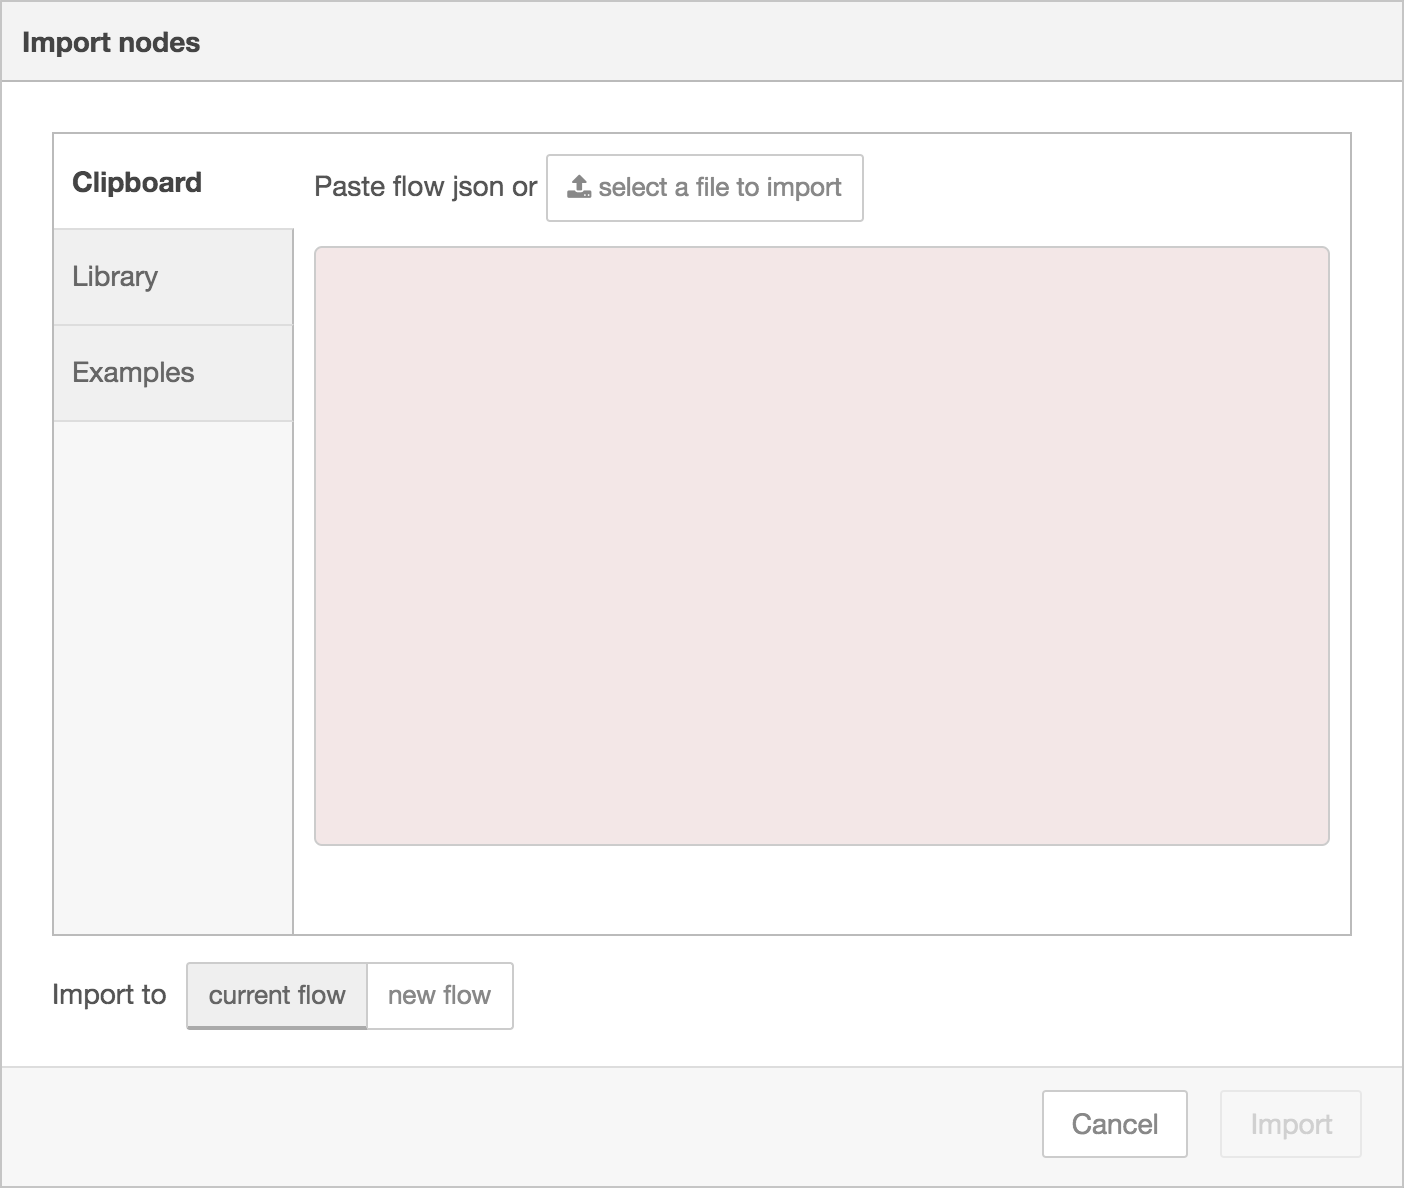 Import nodes
Clipboard
Paste flow json or select a file to import
Library
Examples
Import to current flow new flow
Cancel Import